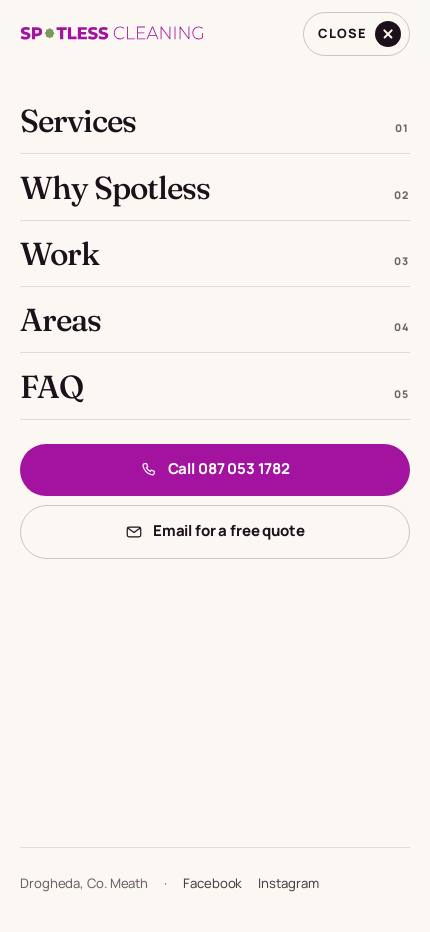 SPOTLESS CLEANING
CLOSE
Services 01
Why Spotless 02
Work 03
Areas 04
FAQ 05
Call 087 053 1782
Email for a free quote
Drogheda, Co. Meath · Facebook Instagram